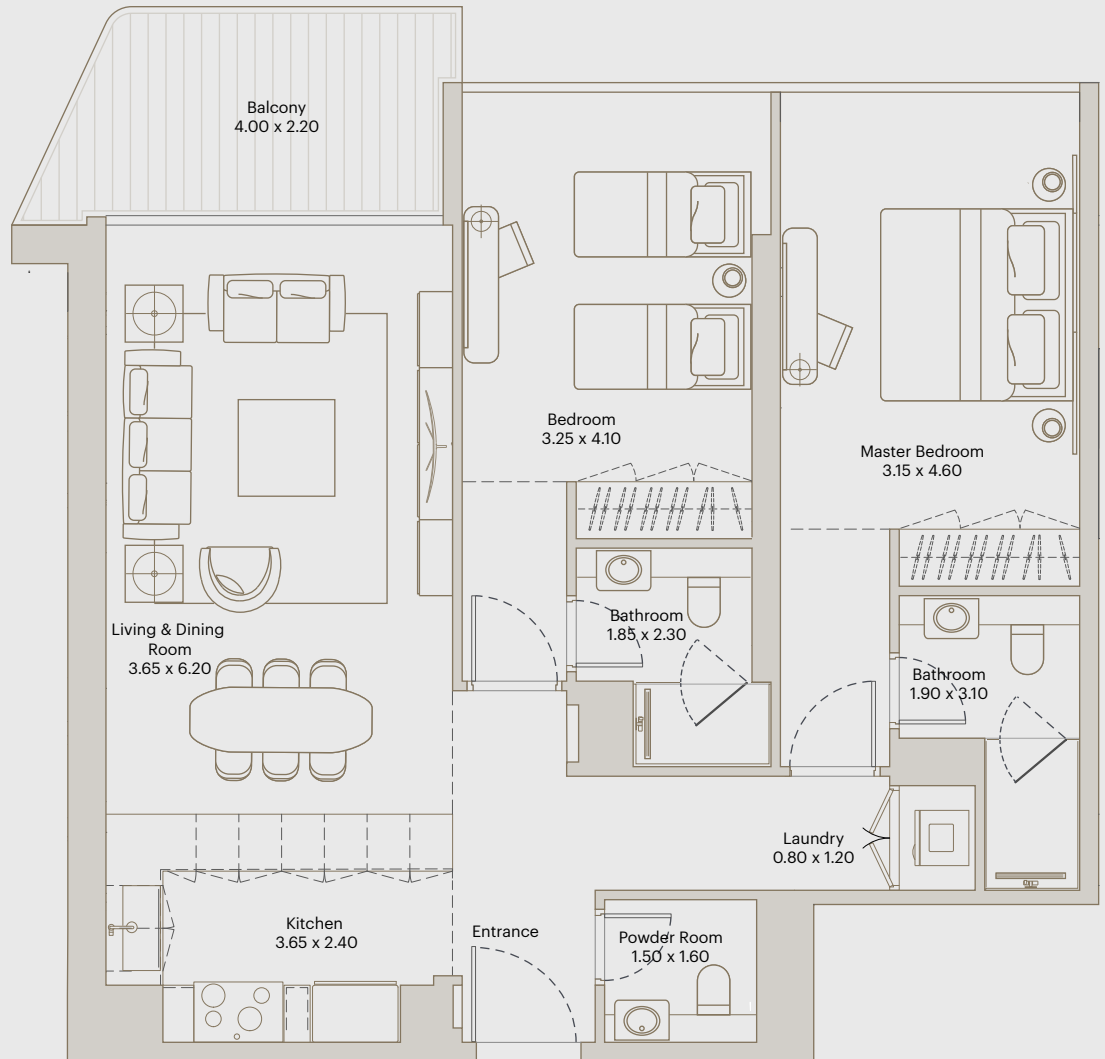 Balcony
4.00 x 2.20
Bedroom
3.25 x 4.10
Master Bedroom
3.15 x 4.60
Living & Dining
Room
3.65 x 6.20
Bathroom
1.85 x 2.30
Bathroom
1.90 x 3.10
Laundry
0.80 x 1.20
Kitchen
3.65 x 2.40
Entrance
Powder Room
1.50 x 1.60